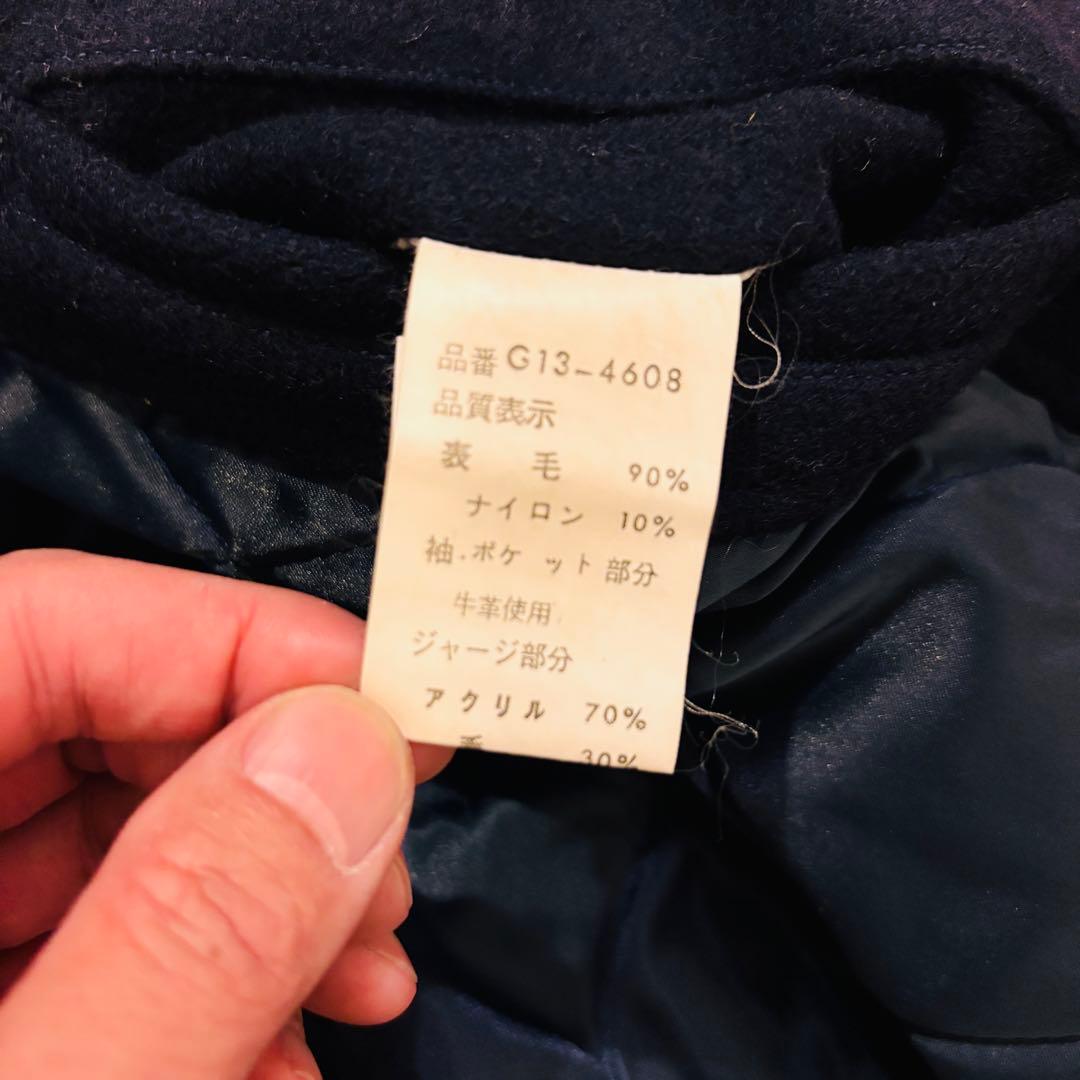 品番 G13-4608
品質表示
表 毛 90%
ナイロン 10%
袖.ポケット部分
牛革使用
ジャージ部分
アクリル 70%
毛 30%